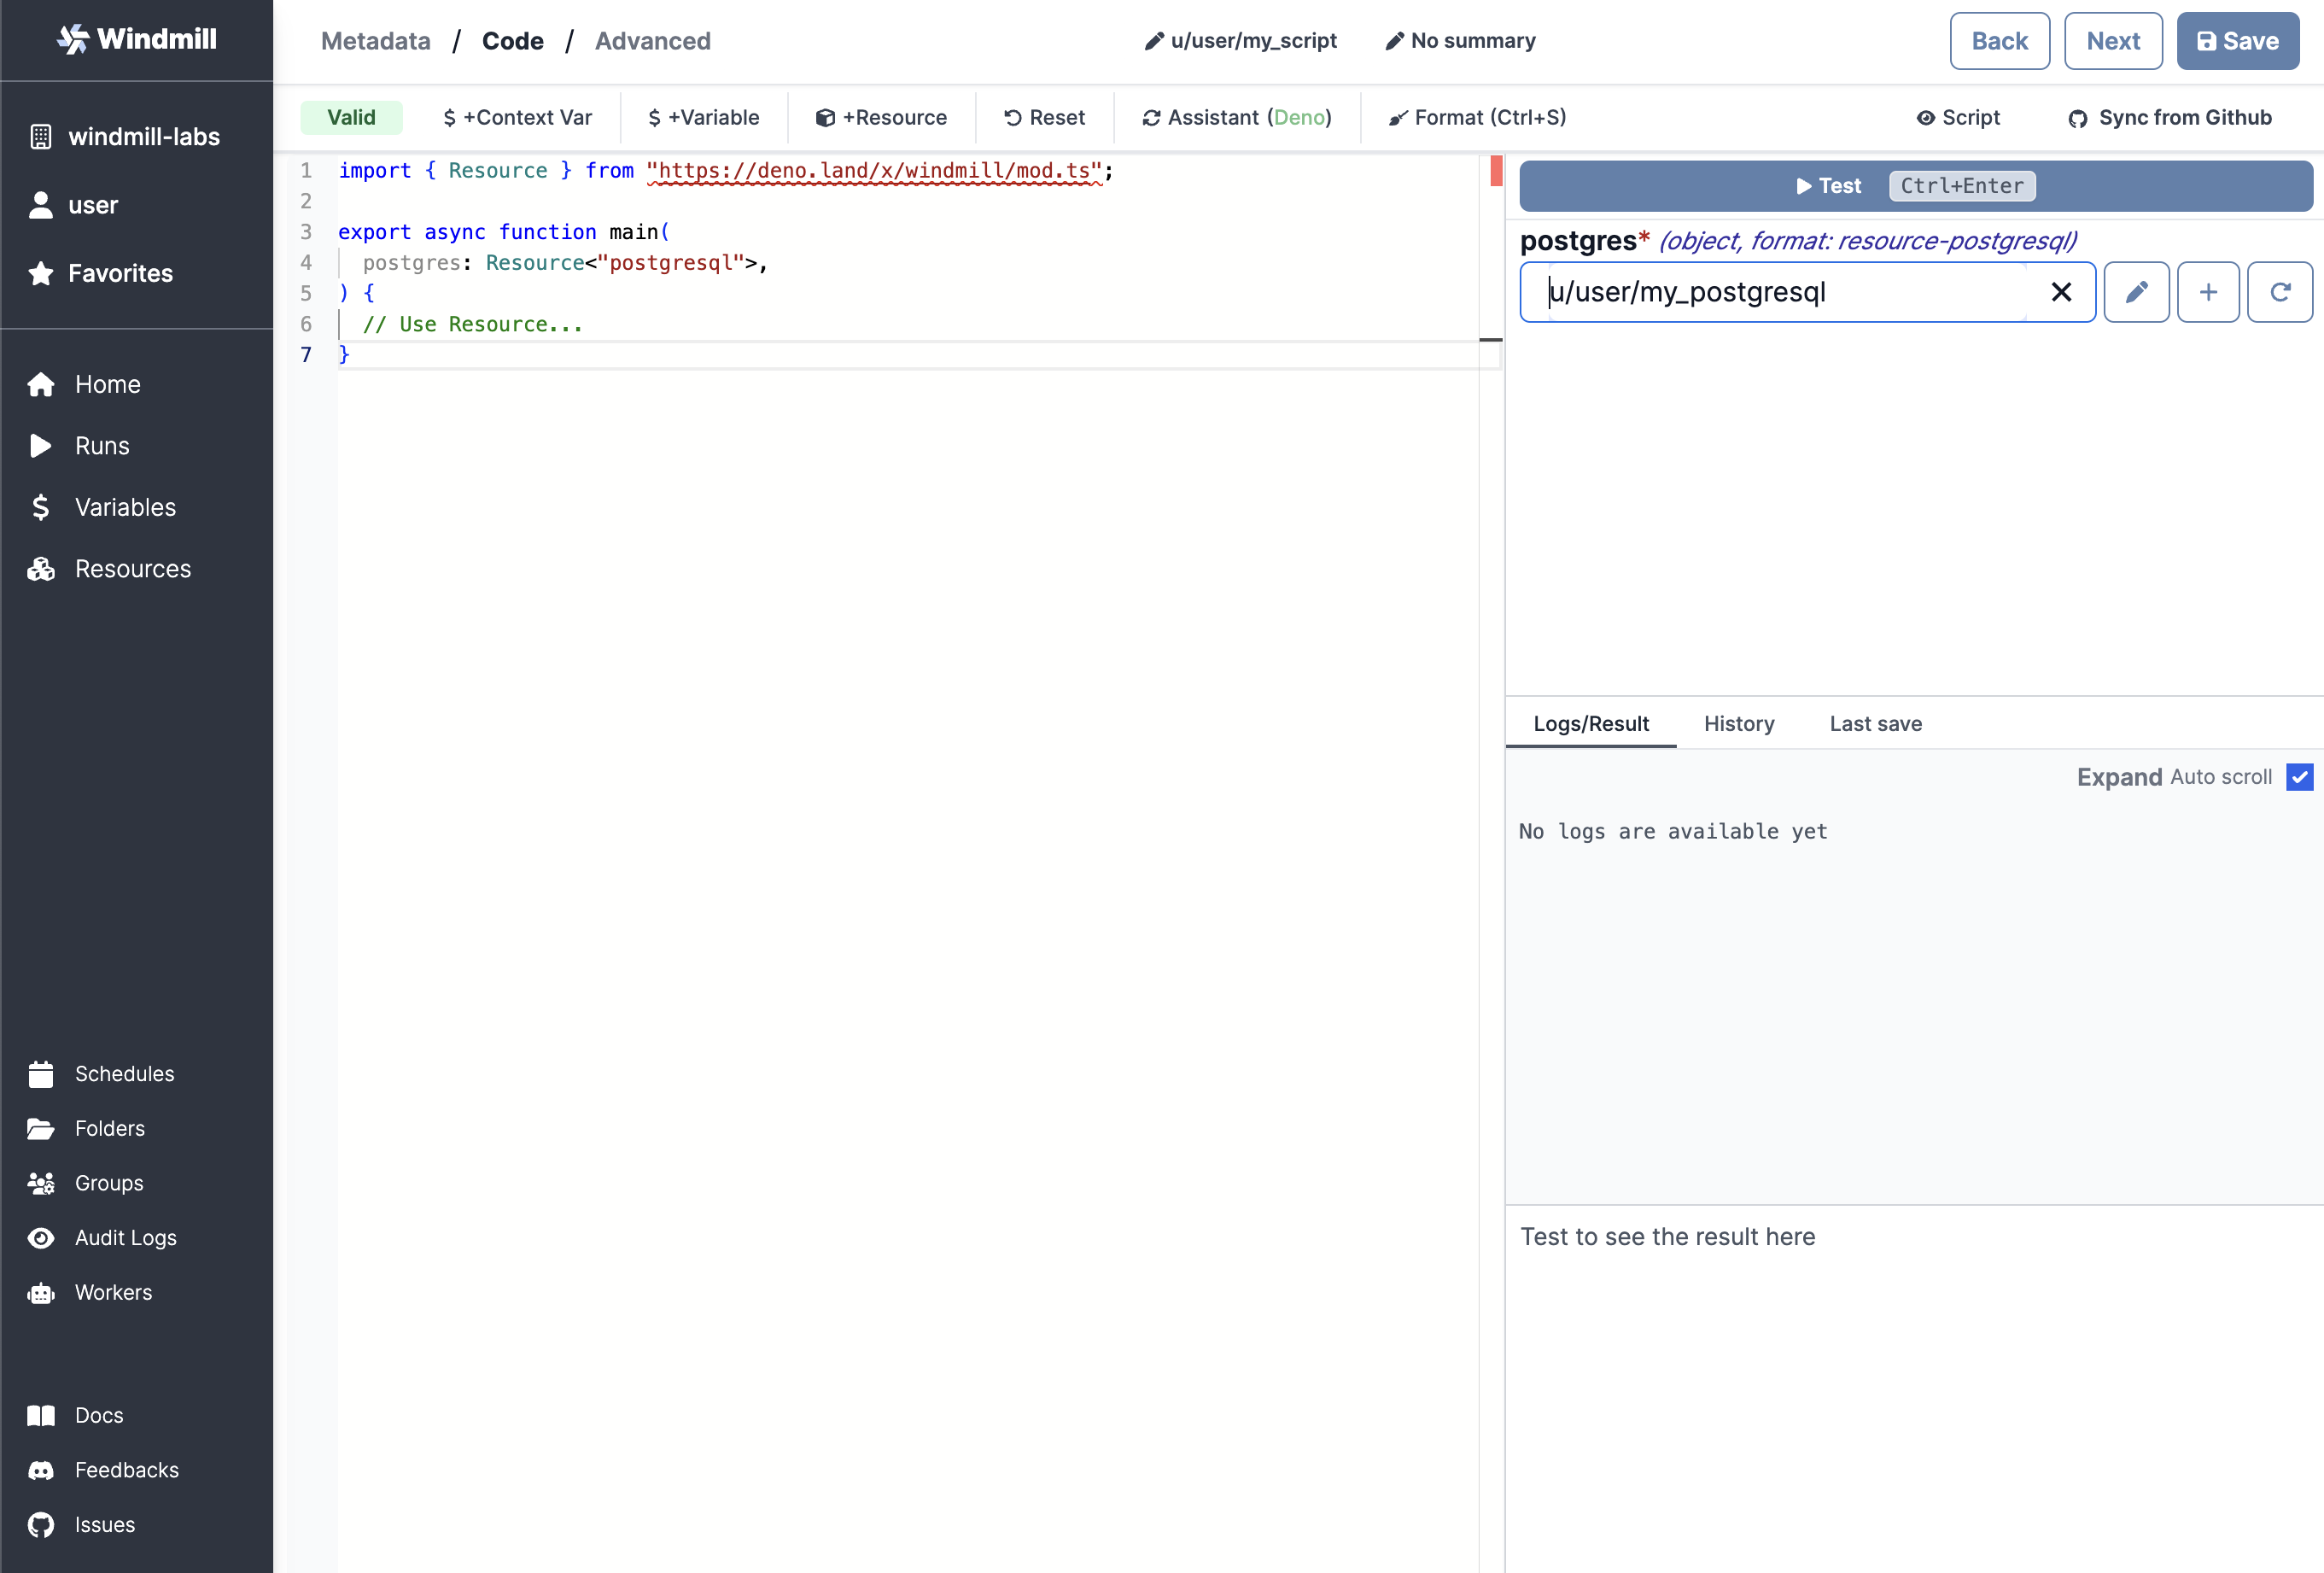 Windmill
windmill-labs
user
Favorites
Home
Runs
Variables
Resources
Schedules
Folders
Groups
Audit Logs
Workers
Docs
Feedbacks
Issues
Metadata / Code / Advanced
u/user/my_script
No summary
Back
Next
Save
Valid
$ +Context Var
$ +Variable
+Resource
Reset
Assistant (Deno)
Format (Ctrl+S)
Script
Sync from Github
1 import { Resource } from "https://deno.land/x/windmill/mod.ts";
2
3 export async function main(
4 postgres: Resource<"postgresql">,
5 ) {
6 // Use Resource...
7 }
Test Ctrl+Enter
postgres* (object, format: resource-postgresql)
u/user/my_postgresql
Logs/Result
History
Last save
Expand Auto scroll
No logs are available yet
Test to see the result here